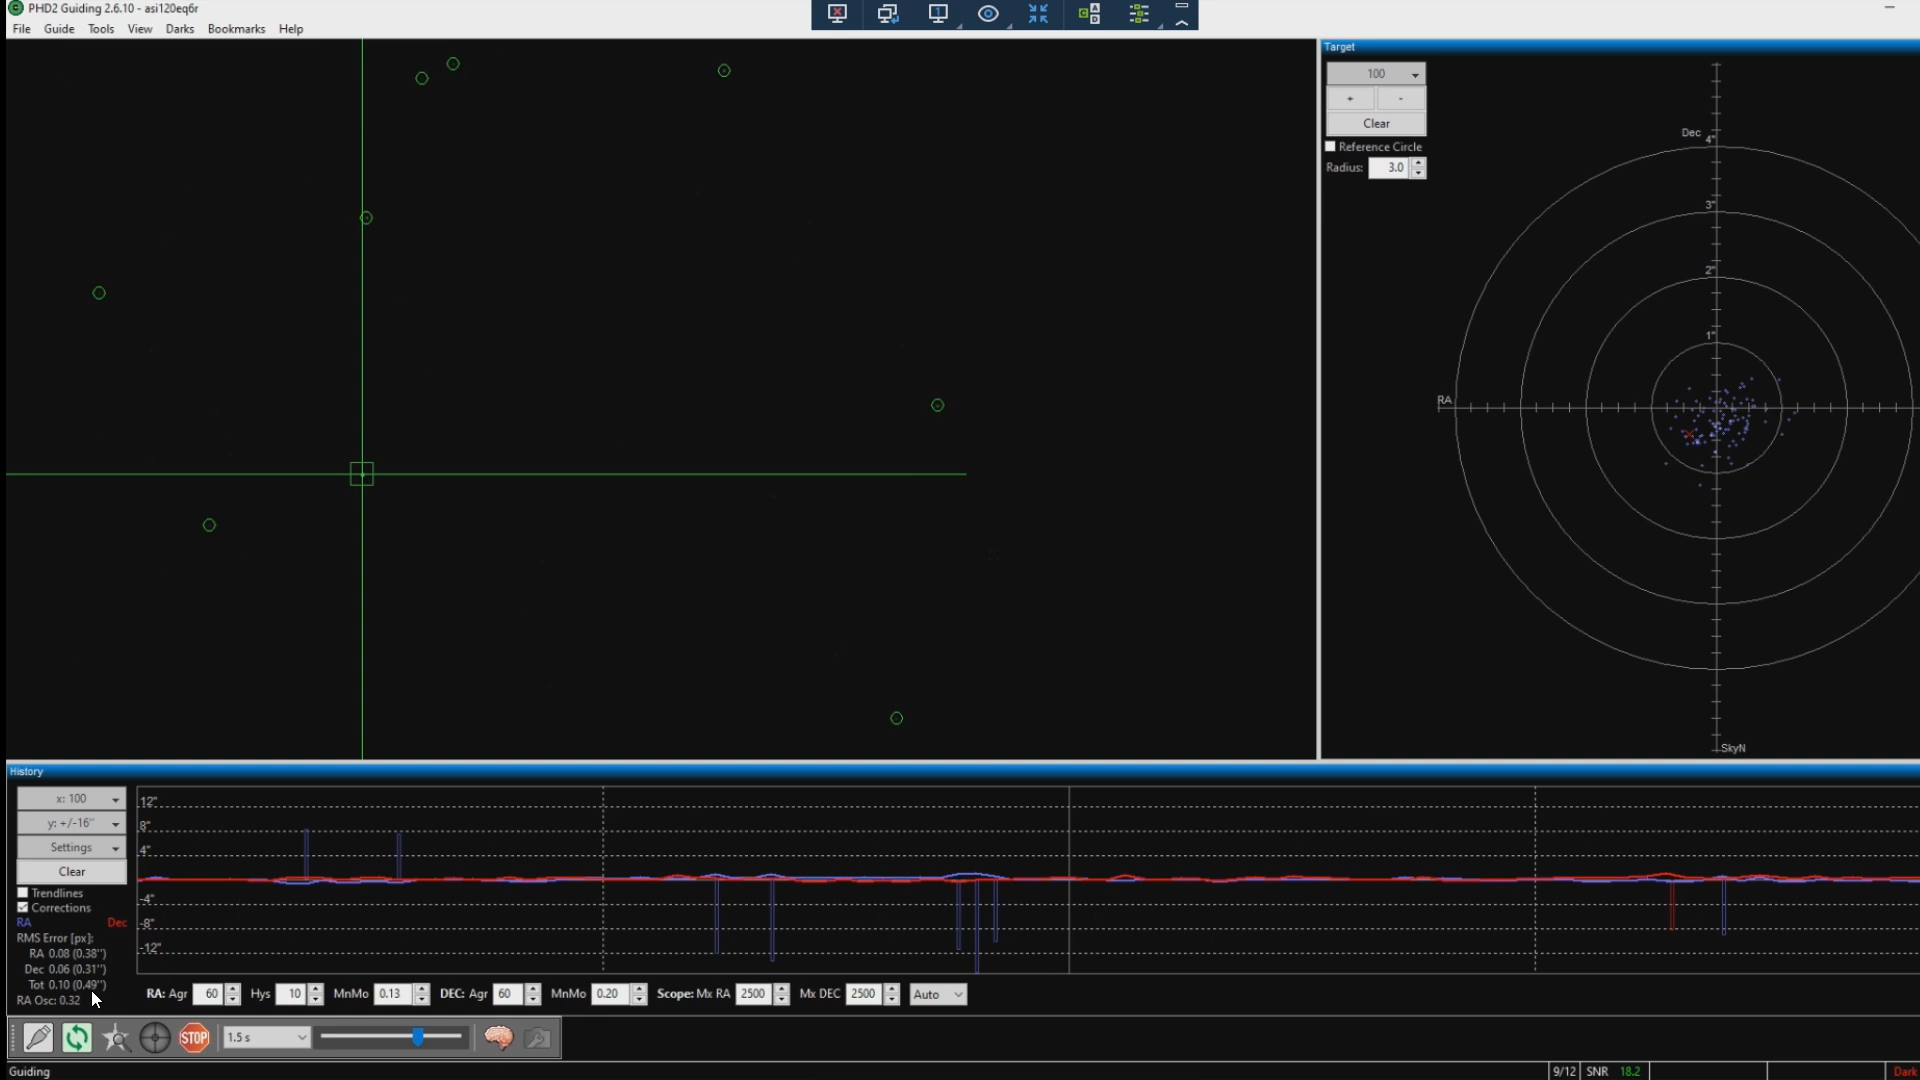 PHD2 Guiding 2.6.10 - asi120eq6r
File Guide Tools View Darks Bookmarks Help
Target
100
+ -
Clear
Reference Circle
Radius: 3.0
Dec 4"
3"
2"
1"
RA
SkyN
History
x: 100
y: +/-16"
Settings
Clear
Trendlines
Corrections
RA Dec
RMS Error [px]:
RA 0.08 (0.38")
Dec 0.06 (0.31")
Tot 0.10 (0.49")
RA Osc: 0.32
12"
8"
4"
-4"
-8"
-12"
RA: Agr 60 Hys 10 MnMo 0.13 DEC: Agr 60 MnMo 0.20 Scope: Mx RA 2500 Mx DEC 2500 Auto
STOP 1.5 s
Guiding 9/12 SNR 18.2 Dark